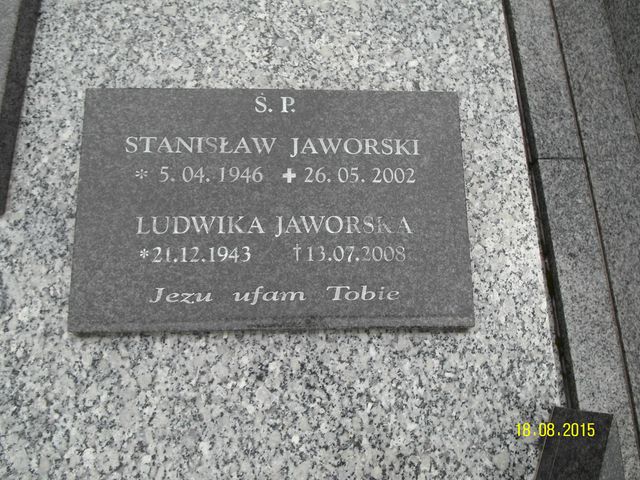 Ś. P.
STANISŁAW JAWORSKI
* 5. 04. 1946 ✚ 26. 05. 2002
LUDWIKA JAWORSKA
*21.12.1943 †13.07.2008
Jezu ufam Tobie
18.08.2015